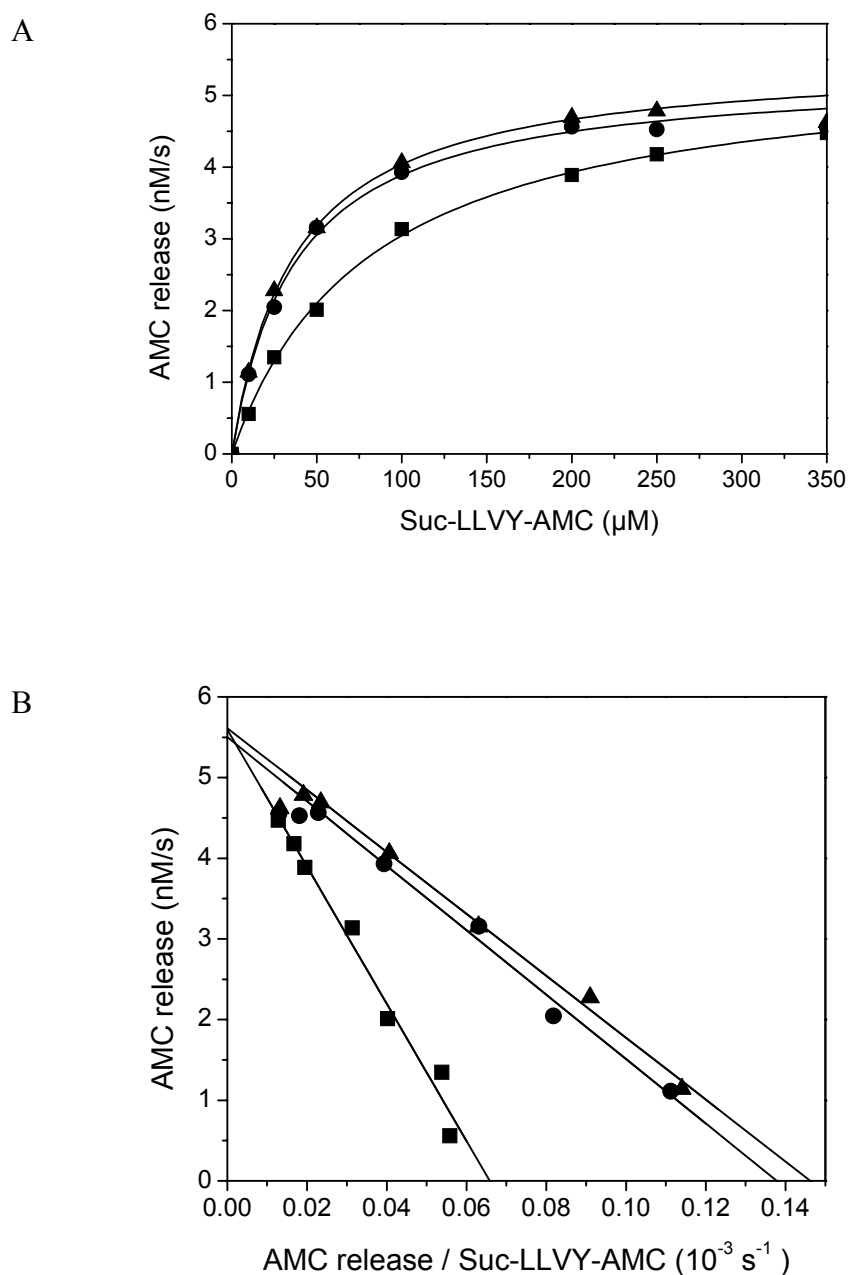 A
6
5
4
3
2
1
0
AMC release (nM/s)
0 50 100 150 200 250 300 350
Suc-LLVY-AMC (µM)
B
6
5
4
3
2
1
0
AMC release (nM/s)
0.00 0.02 0.04 0.06 0.08 0.10 0.12 0.14
AMC release / Suc-LLVY-AMC (10⁻³ s⁻¹ )